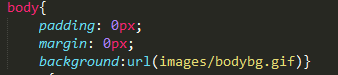 body{
padding: 0px;
margin: 0px;
background:url(images/bodybg.gif)}